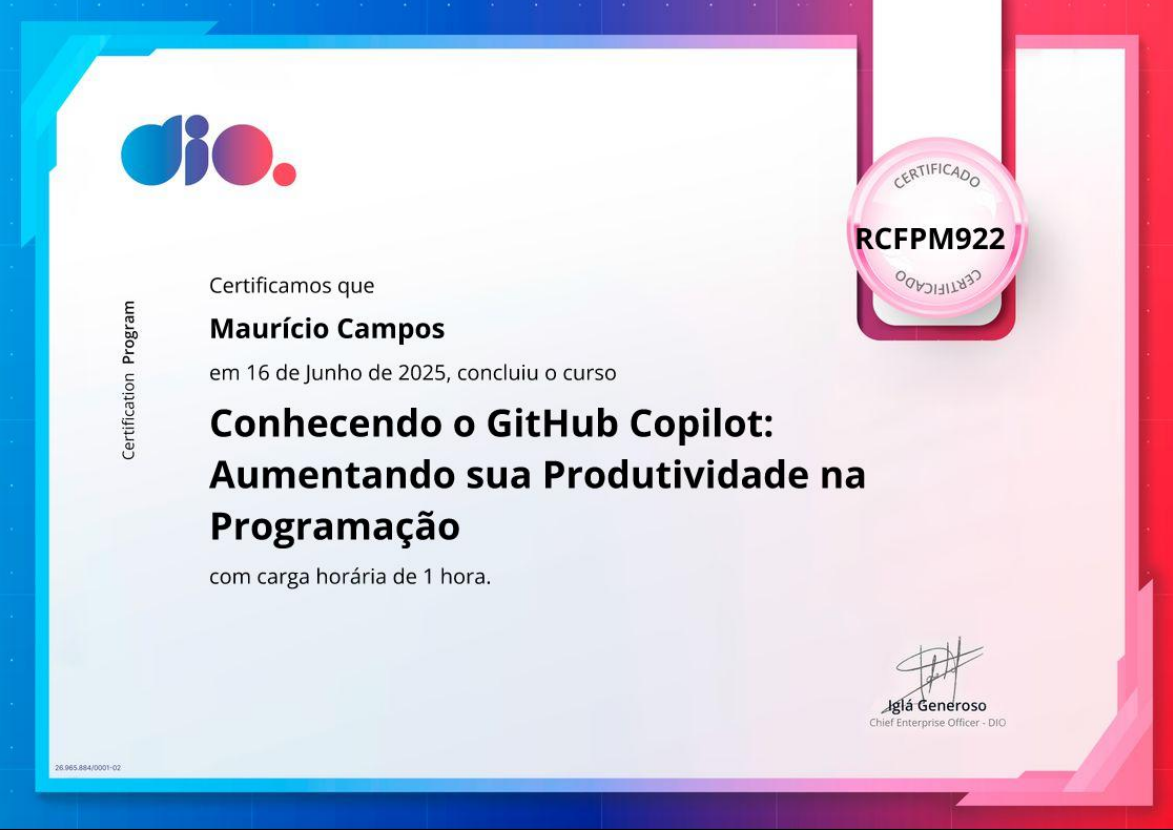 dio.
CERTIFICADO
RCFPM922
CERTIFICADO
Certificamos que
Maurício Campos
em 16 de Junho de 2025, concluiu o curso
Conhecendo o GitHub Copilot:
Aumentando sua Produtividade na
Programação
com carga horária de 1 hora.
Certification Program
Iglá Generoso
Chief Enterprise Officer - DIO
26.965.884/0001-02